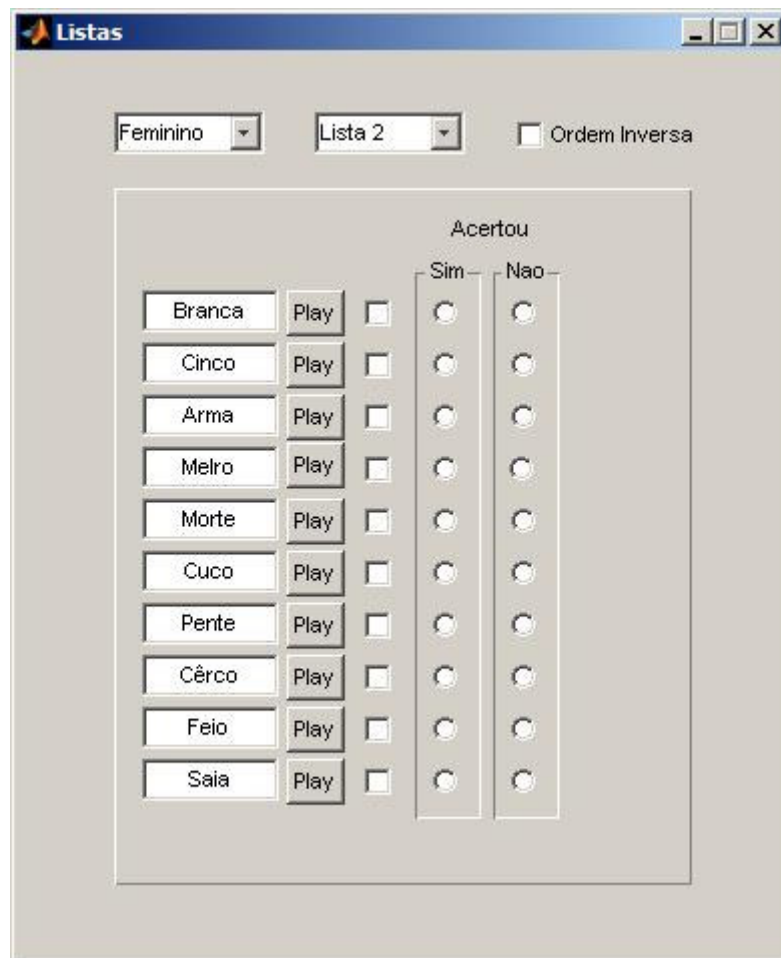 Listas
Feminino Lista 2 Ordem Inversa
Acertou
Sim Nao
Branca Play
Cinco Play
Arma Play
Melro Play
Morte Play
Cuco Play
Pente Play
Cêrco Play
Feio Play
Saia Play